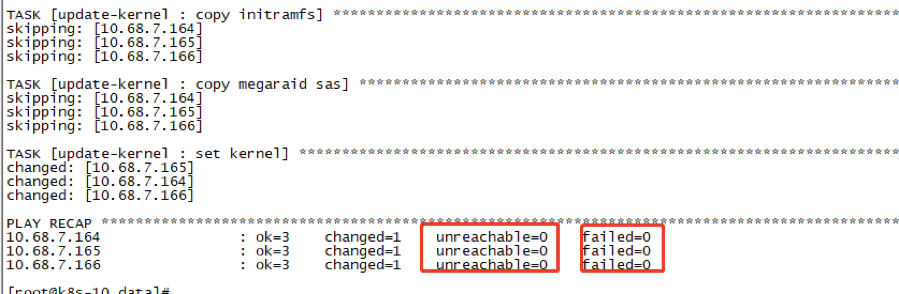 TASK [update-kernel : copy initramfs] ******************************************************************
skipping: [10.68.7.164]
skipping: [10.68.7.165]
skipping: [10.68.7.166]
TASK [update-kernel : copy megaraid sas] ***************************************************************
skipping: [10.68.7.164]
skipping: [10.68.7.165]
skipping: [10.68.7.166]
TASK [update-kernel : set kernel] **********************************************************************
changed: [10.68.7.165]
changed: [10.68.7.164]
changed: [10.68.7.166]
PLAY RECAP *********************************************************************************************
10.68.7.164 : ok=3 changed=1 unreachable=0 failed=0
10.68.7.165 : ok=3 changed=1 unreachable=0 failed=0
10.68.7.166 : ok=3 changed=1 unreachable=0 failed=0
[root@k8s-10 data]#